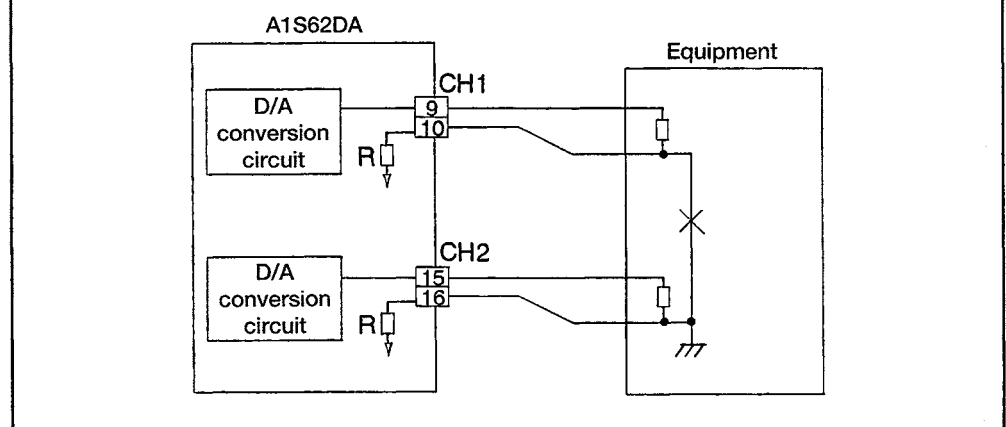 A1S62DA
Equipment
CH1
D/A
conversion
circuit
9
10
R
CH2
D/A
conversion
circuit
15
16
R